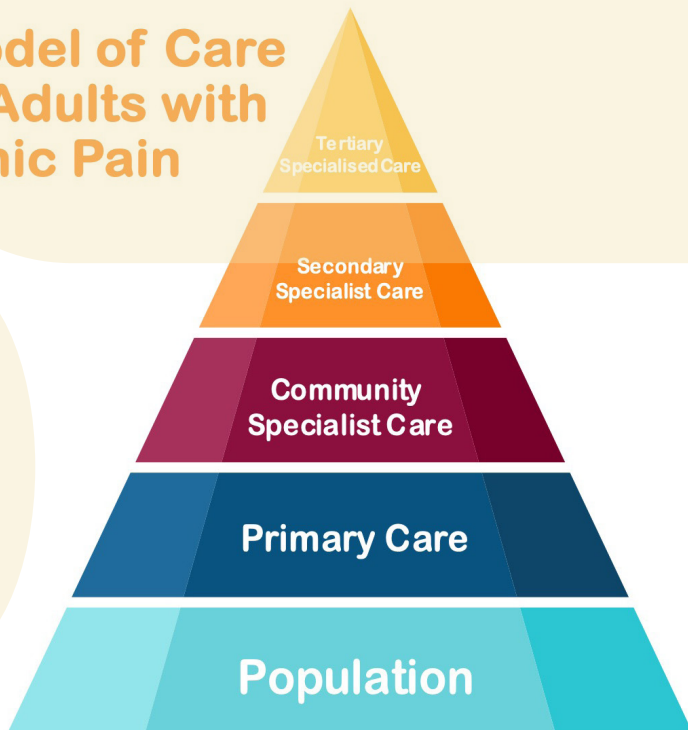 odel of Care
Adults with
nic Pain
Tertiary
Specialised Care
Secondary
Specialist Care
Community
Specialist Care
Primary Care
Population